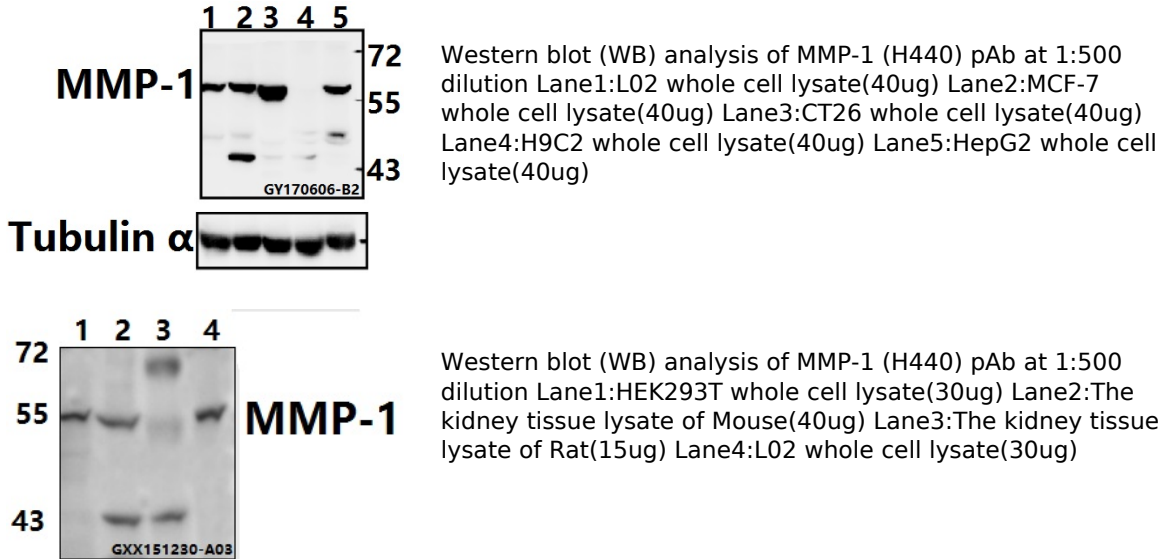 1 2 3 4 5
72
MMP-1
55
43
GY170606-B2
Tubulin α
Western blot (WB) analysis of MMP-1 (H440) pAb at 1:500
dilution Lane1:L02 whole cell lysate(40ug) Lane2:MCF-7
whole cell lysate(40ug) Lane3:CT26 whole cell lysate(40ug)
Lane4:H9C2 whole cell lysate(40ug) Lane5:HepG2 whole cell
lysate(40ug)
1 2 3 4
72
55
MMP-1
43
GXX151230-A03
Western blot (WB) analysis of MMP-1 (H440) pAb at 1:500
dilution Lane1:HEK293T whole cell lysate(30ug) Lane2:The
kidney tissue lysate of Mouse(40ug) Lane3:The kidney tissue
lysate of Rat(15ug) Lane4:L02 whole cell lysate(30ug)